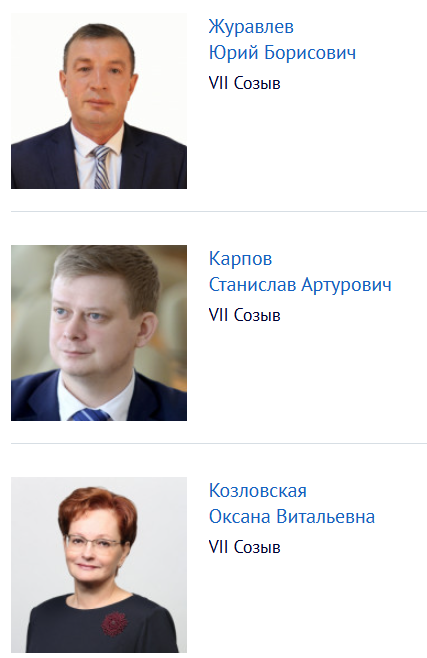 Журавлев
Юрий Борисович
VII Созыв
Карпов
Станислав Артурович
VII Созыв
Козловская
Оксана Витальевна
VII Созыв